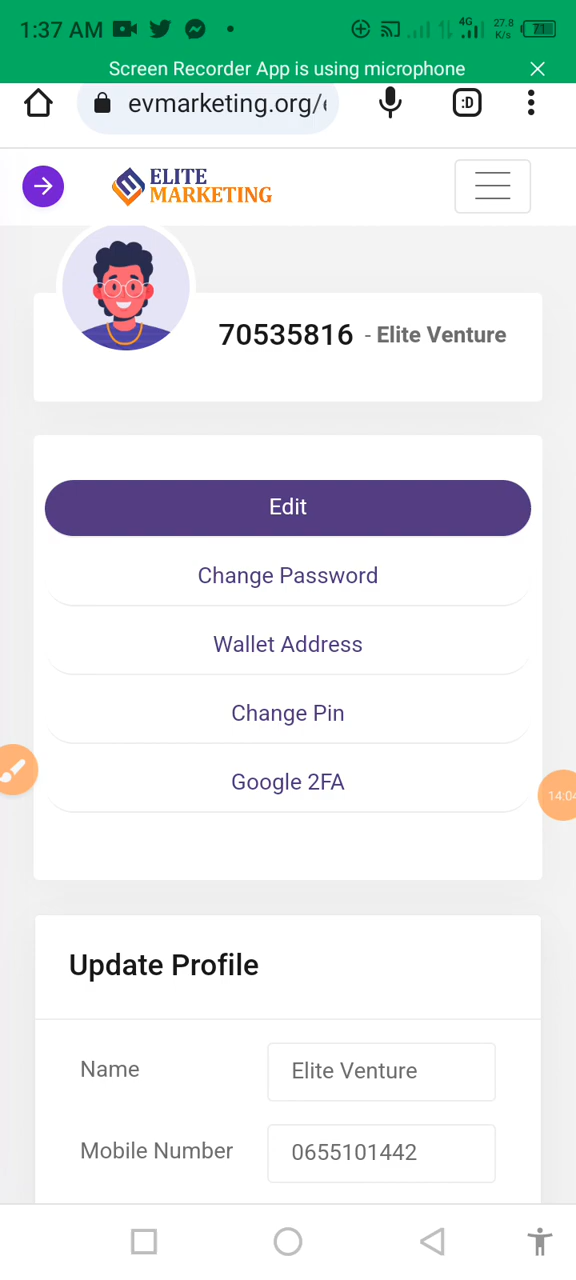 1:37 AM
4G
27.8
K/s
71
Screen Recorder App is using microphone
evmarketing.org/
:D
ELITE
MARKETING
70535816 - Elite Venture
Edit
Change Password
Wallet Address
Change Pin
Google 2FA
14:04
Update Profile
Name
Elite Venture
Mobile Number
0655101442